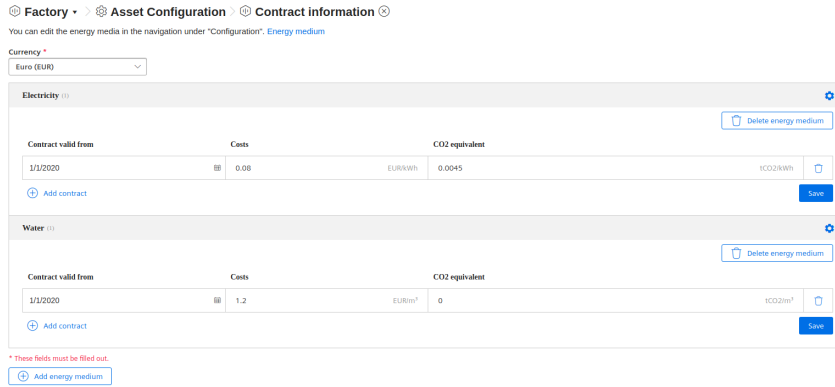 Factory Asset Configuration Contract information
You can edit the energy media in the navigation under "Configuration". Energy medium
Currency *
Euro (EUR)
Electricity (1)
Delete energy medium
Contract valid from Costs CO2 equivalent
1/1/2020 0.08 EUR/kWh 0.0045 tCO2/kWh
Add contract Save
Water (1)
Delete energy medium
Contract valid from Costs CO2 equivalent
1/1/2020 1.2 EUR/m³ 0 tCO2/m³
Add contract Save
* These fields must be filled out.
Add energy medium